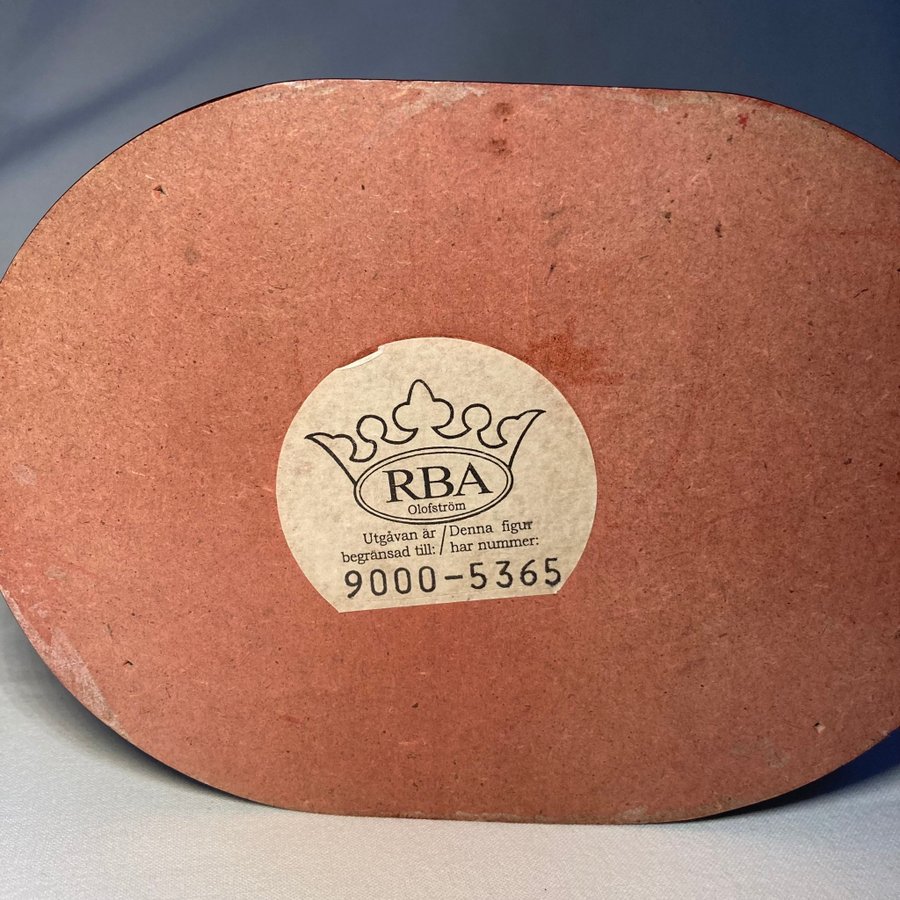 RBA
Olofström
Utgåvan är / Denna figur
begränsad till: / har nummer:
9000-5365